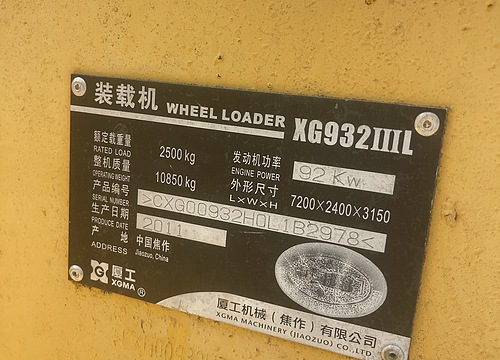 装载机 WHEEL LOADER XG932IIIL
额定载重量 2500 kg 发动机功率 92 Kw
RATED LOAD ENGINE POWER
整机质量 10850 kg 外形尺寸 7200×2400×3150
OPERATING WEIGHT L×W×H
产品编号 >CXG00932H0L1B2978<
SERIAL NUMBER
生产日期 2011
PRODUCE DATE
产地 中国焦作
ADDRESS Jiaozuo, China
厦工 XGMA ®
厦工机械(焦作)有限公司
XGMA MACHINERY (JIAOZUO) CO.,LTD.